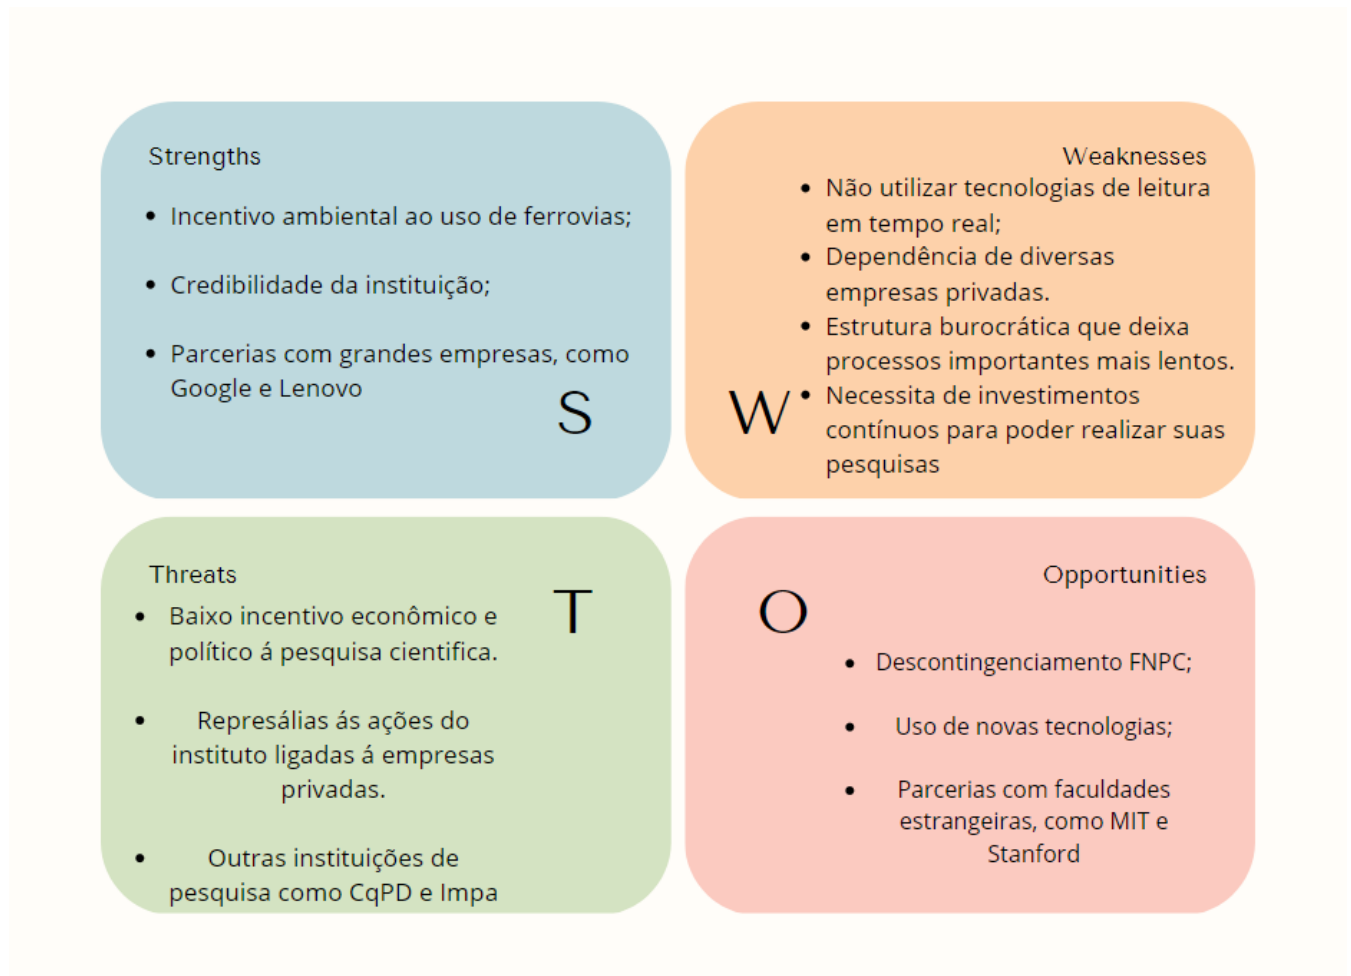 Strengths
• Incentivo ambiental ao uso de ferrovias;
• Credibilidade da instituição;
• Parcerias com grandes empresas, como
Google e Lenovo
S
Weaknesses
• Não utilizar tecnologias de leitura
em tempo real;
• Dependência de diversas
empresas privadas.
• Estrutura burocrática que deixa
processos importantes mais lentos.
• Necessita de investimentos
contínuos para poder realizar suas
pesquisas
W
Threats
• Baixo incentivo econômico e
político á pesquisa cientifica.
• Represálias ás ações do
instituto ligadas á empresas
privadas.
• Outras instituições de
pesquisa como CqPD e Impa
T
Opportunities
O
• Descontingenciamento FNPC;
• Uso de novas tecnologias;
• Parcerias com faculdades
estrangeiras, como MIT e
Stanford